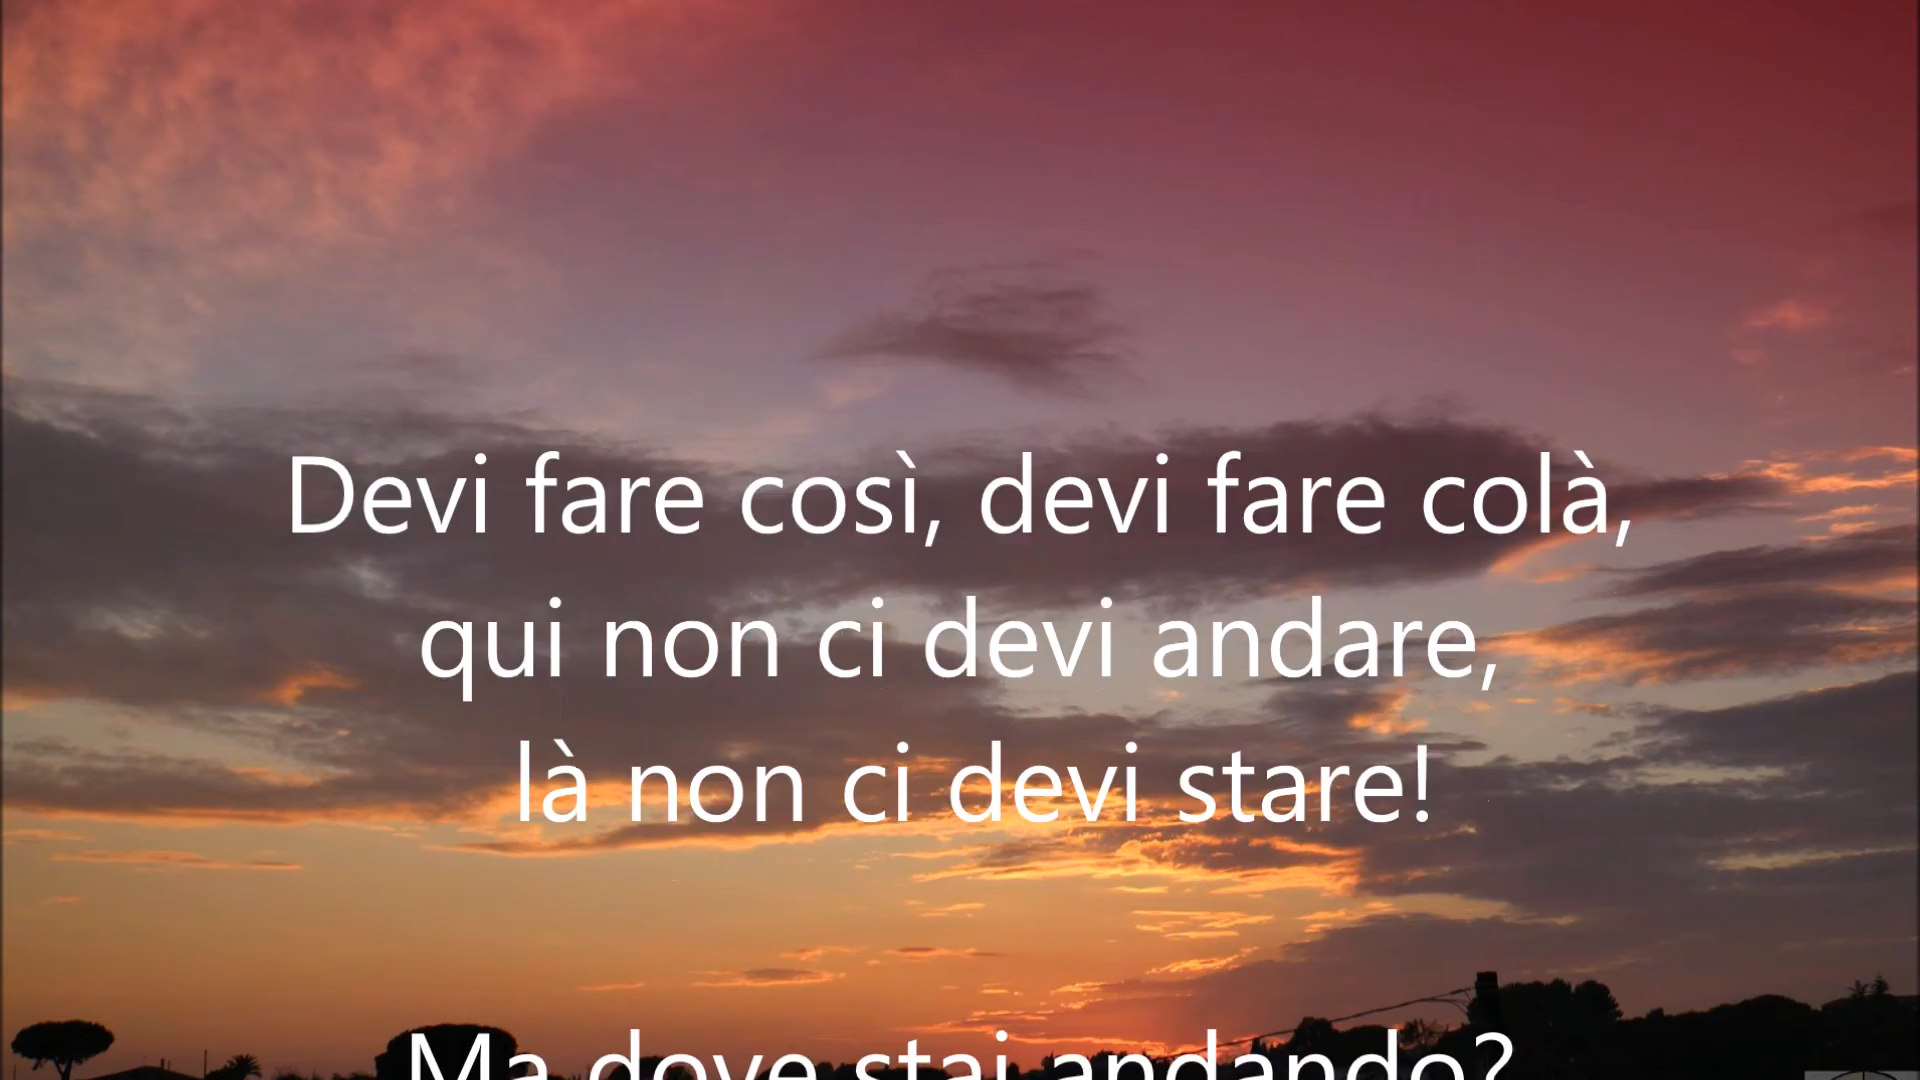 Devi fare così, devi fare colà,
qui non ci devi andare,
là non ci devi stare!
Ma dove stai andando?